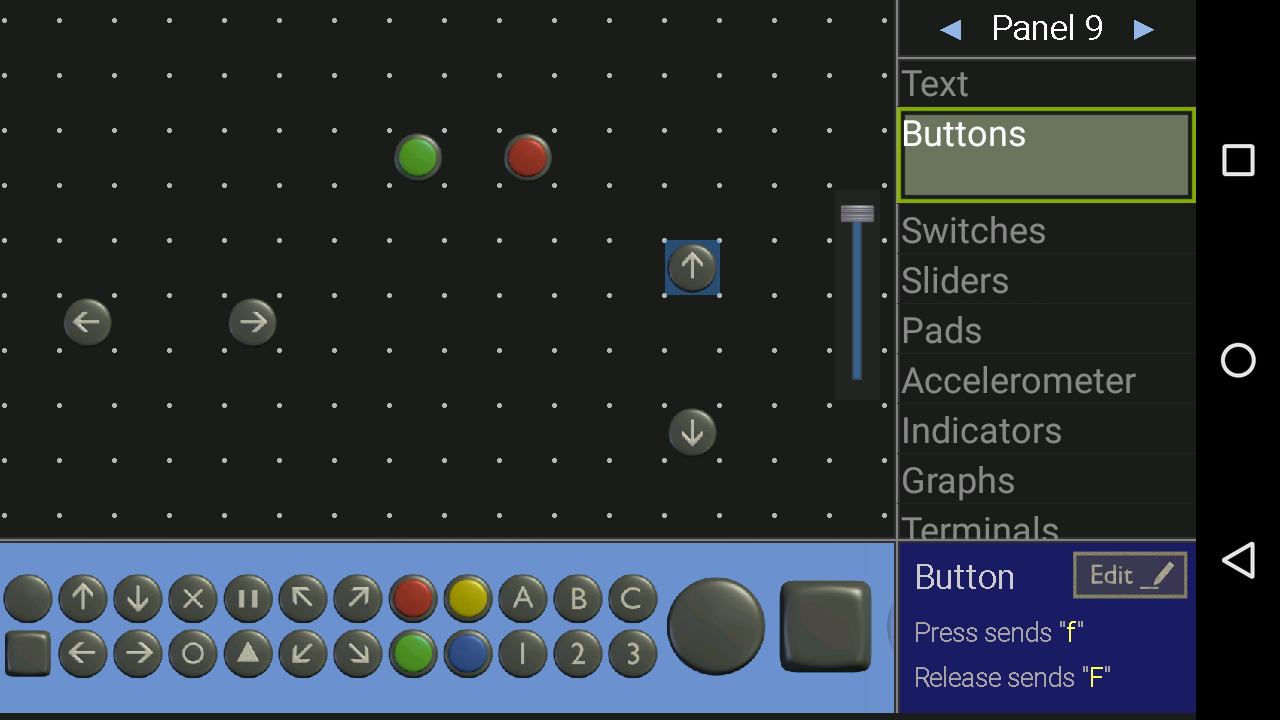 Panel 9
Text
Buttons
Switches
Sliders
Pads
Accelerometer
Indicators
Graphs
Terminals
A B C
1 2 3
Button
Edit
Press sends "f"
Release sends "F"